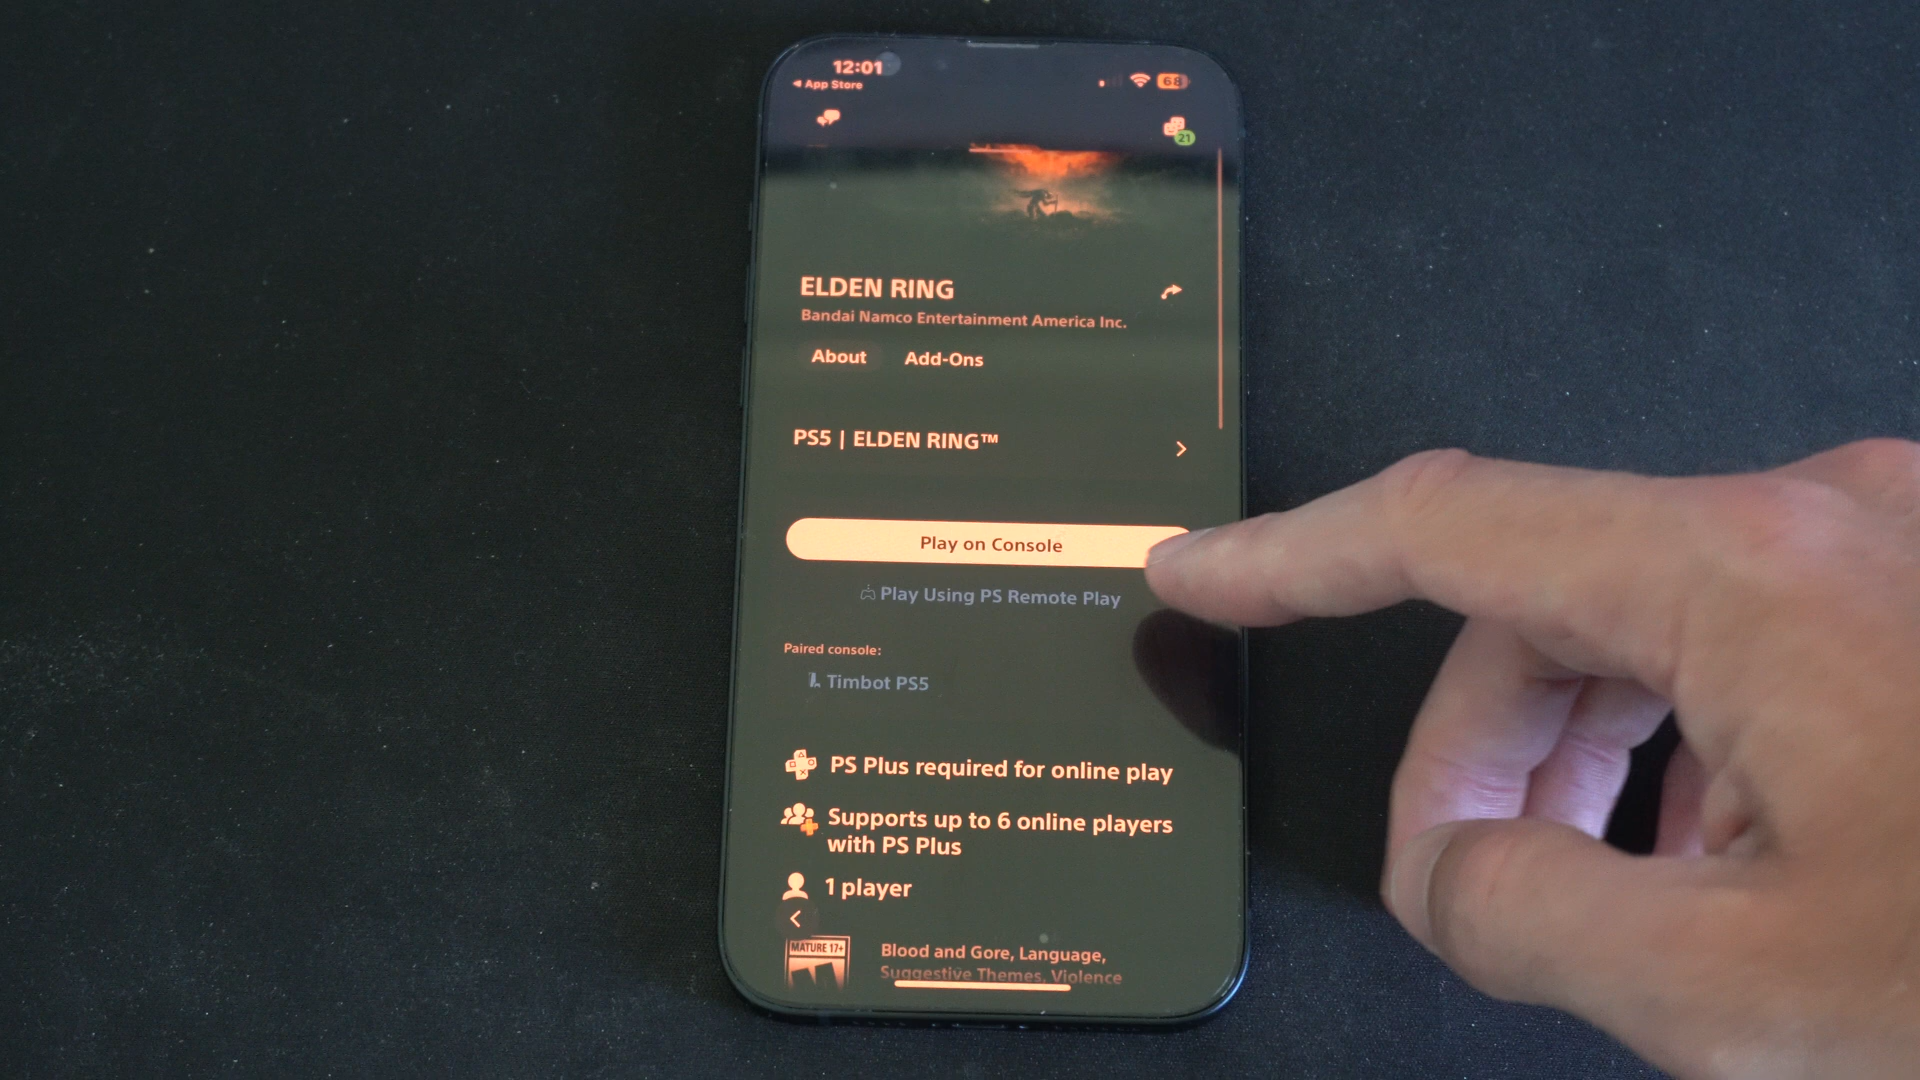 12:01
◀ App Store
68
21
ELDEN RING
Bandai Namco Entertainment America Inc.
About Add-Ons
PS5 | ELDEN RING™
Play on Console
Play Using PS Remote Play
Paired console:
Timbot PS5
PS Plus required for online play
Supports up to 6 online players
with PS Plus
1 player
MATURE 17+
Blood and Gore, Language,
Suggestive Themes, Violence